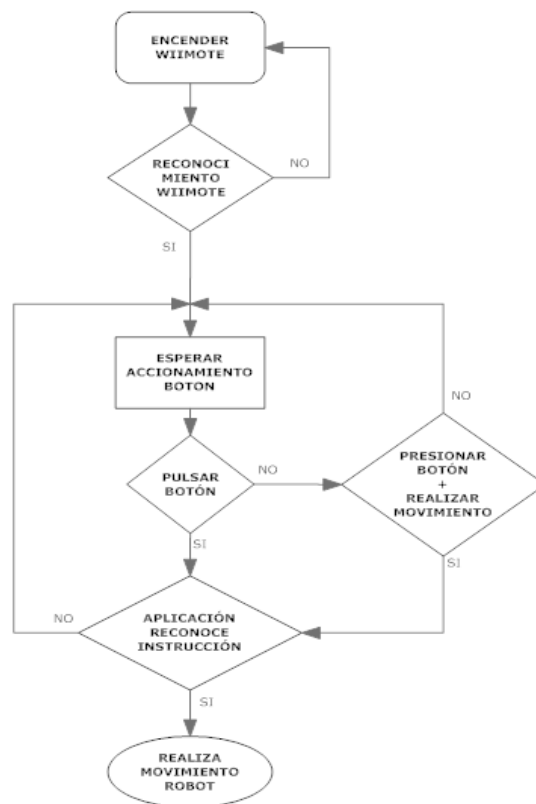 ENCENDER
WIIMOTE
RECONOCI
MIENTO
WIIMOTE
NO
SI
ESPERAR
ACCIONAMIENTO
BOTON
NO
PULSAR
BOTÓN
NO
PRESIONAR
BOTÓN
+
REALIZAR
MOVIMIENTO
SI
SI
APLICACIÓN
RECONOCE
INSTRUCCIÓN
NO
SI
REALIZA
MOVIMIENTO
ROBOT